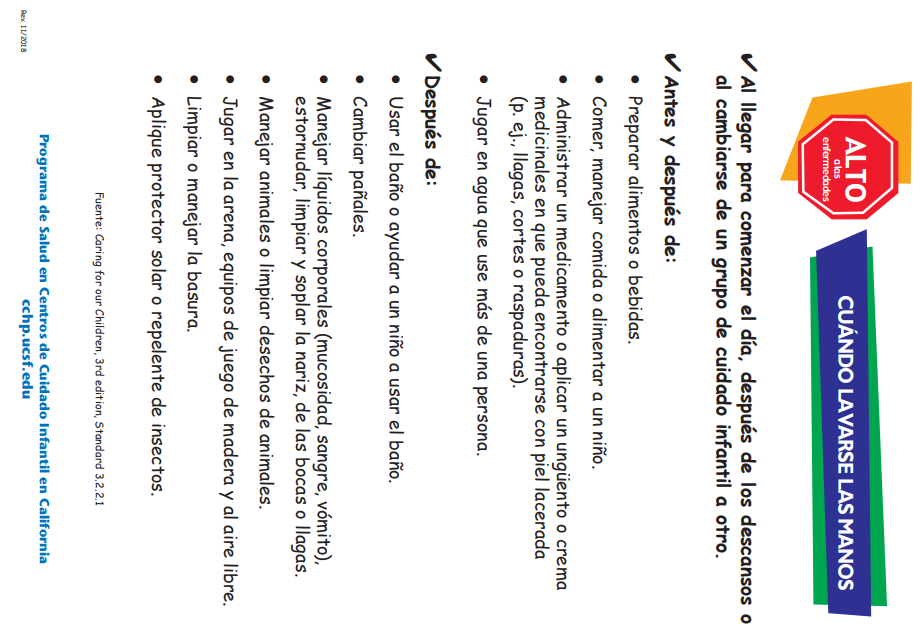 ALTO
a las
enfermedades
CUÁNDO LAVARSE LAS MANOS
✔ Al llegar para comenzar el día, después de los descansos o
al cambiarse de un grupo de cuidado infantil a otro.
✔ Antes y después de:
• Preparar alimentos o bebidas.
• Comer, manejar comida o alimentar a un niño.
• Administrar un medicamento o aplicar un ungüento o crema
medicinales en que pueda encontrarse con piel lacerada
(p. ej., llagas, cortes o raspaduras).
• Jugar en agua que use más de una persona.
✔ Después de:
• Usar el baño o ayudar a un niño a usar el baño.
• Cambiar pañales.
• Manejar líquidos corporales (mucosidad, sangre, vómito),
estornudar, limpiar y soplar la nariz, de las bocas o llagas.
• Manejar animales o limpiar desechos de animales.
• Jugar en la arena, equipos de juego de madera y al aire libre.
• Limpiar o manejar la basura.
• Aplique protector solar o repelente de insectos.
Fuente: Caring for our Children, 3rd edition, Standard 3.2.2.1
Programa de Salud en Centros de Cuidado Infantil en California
cchp.ucsf.edu
Rev. 11/2018